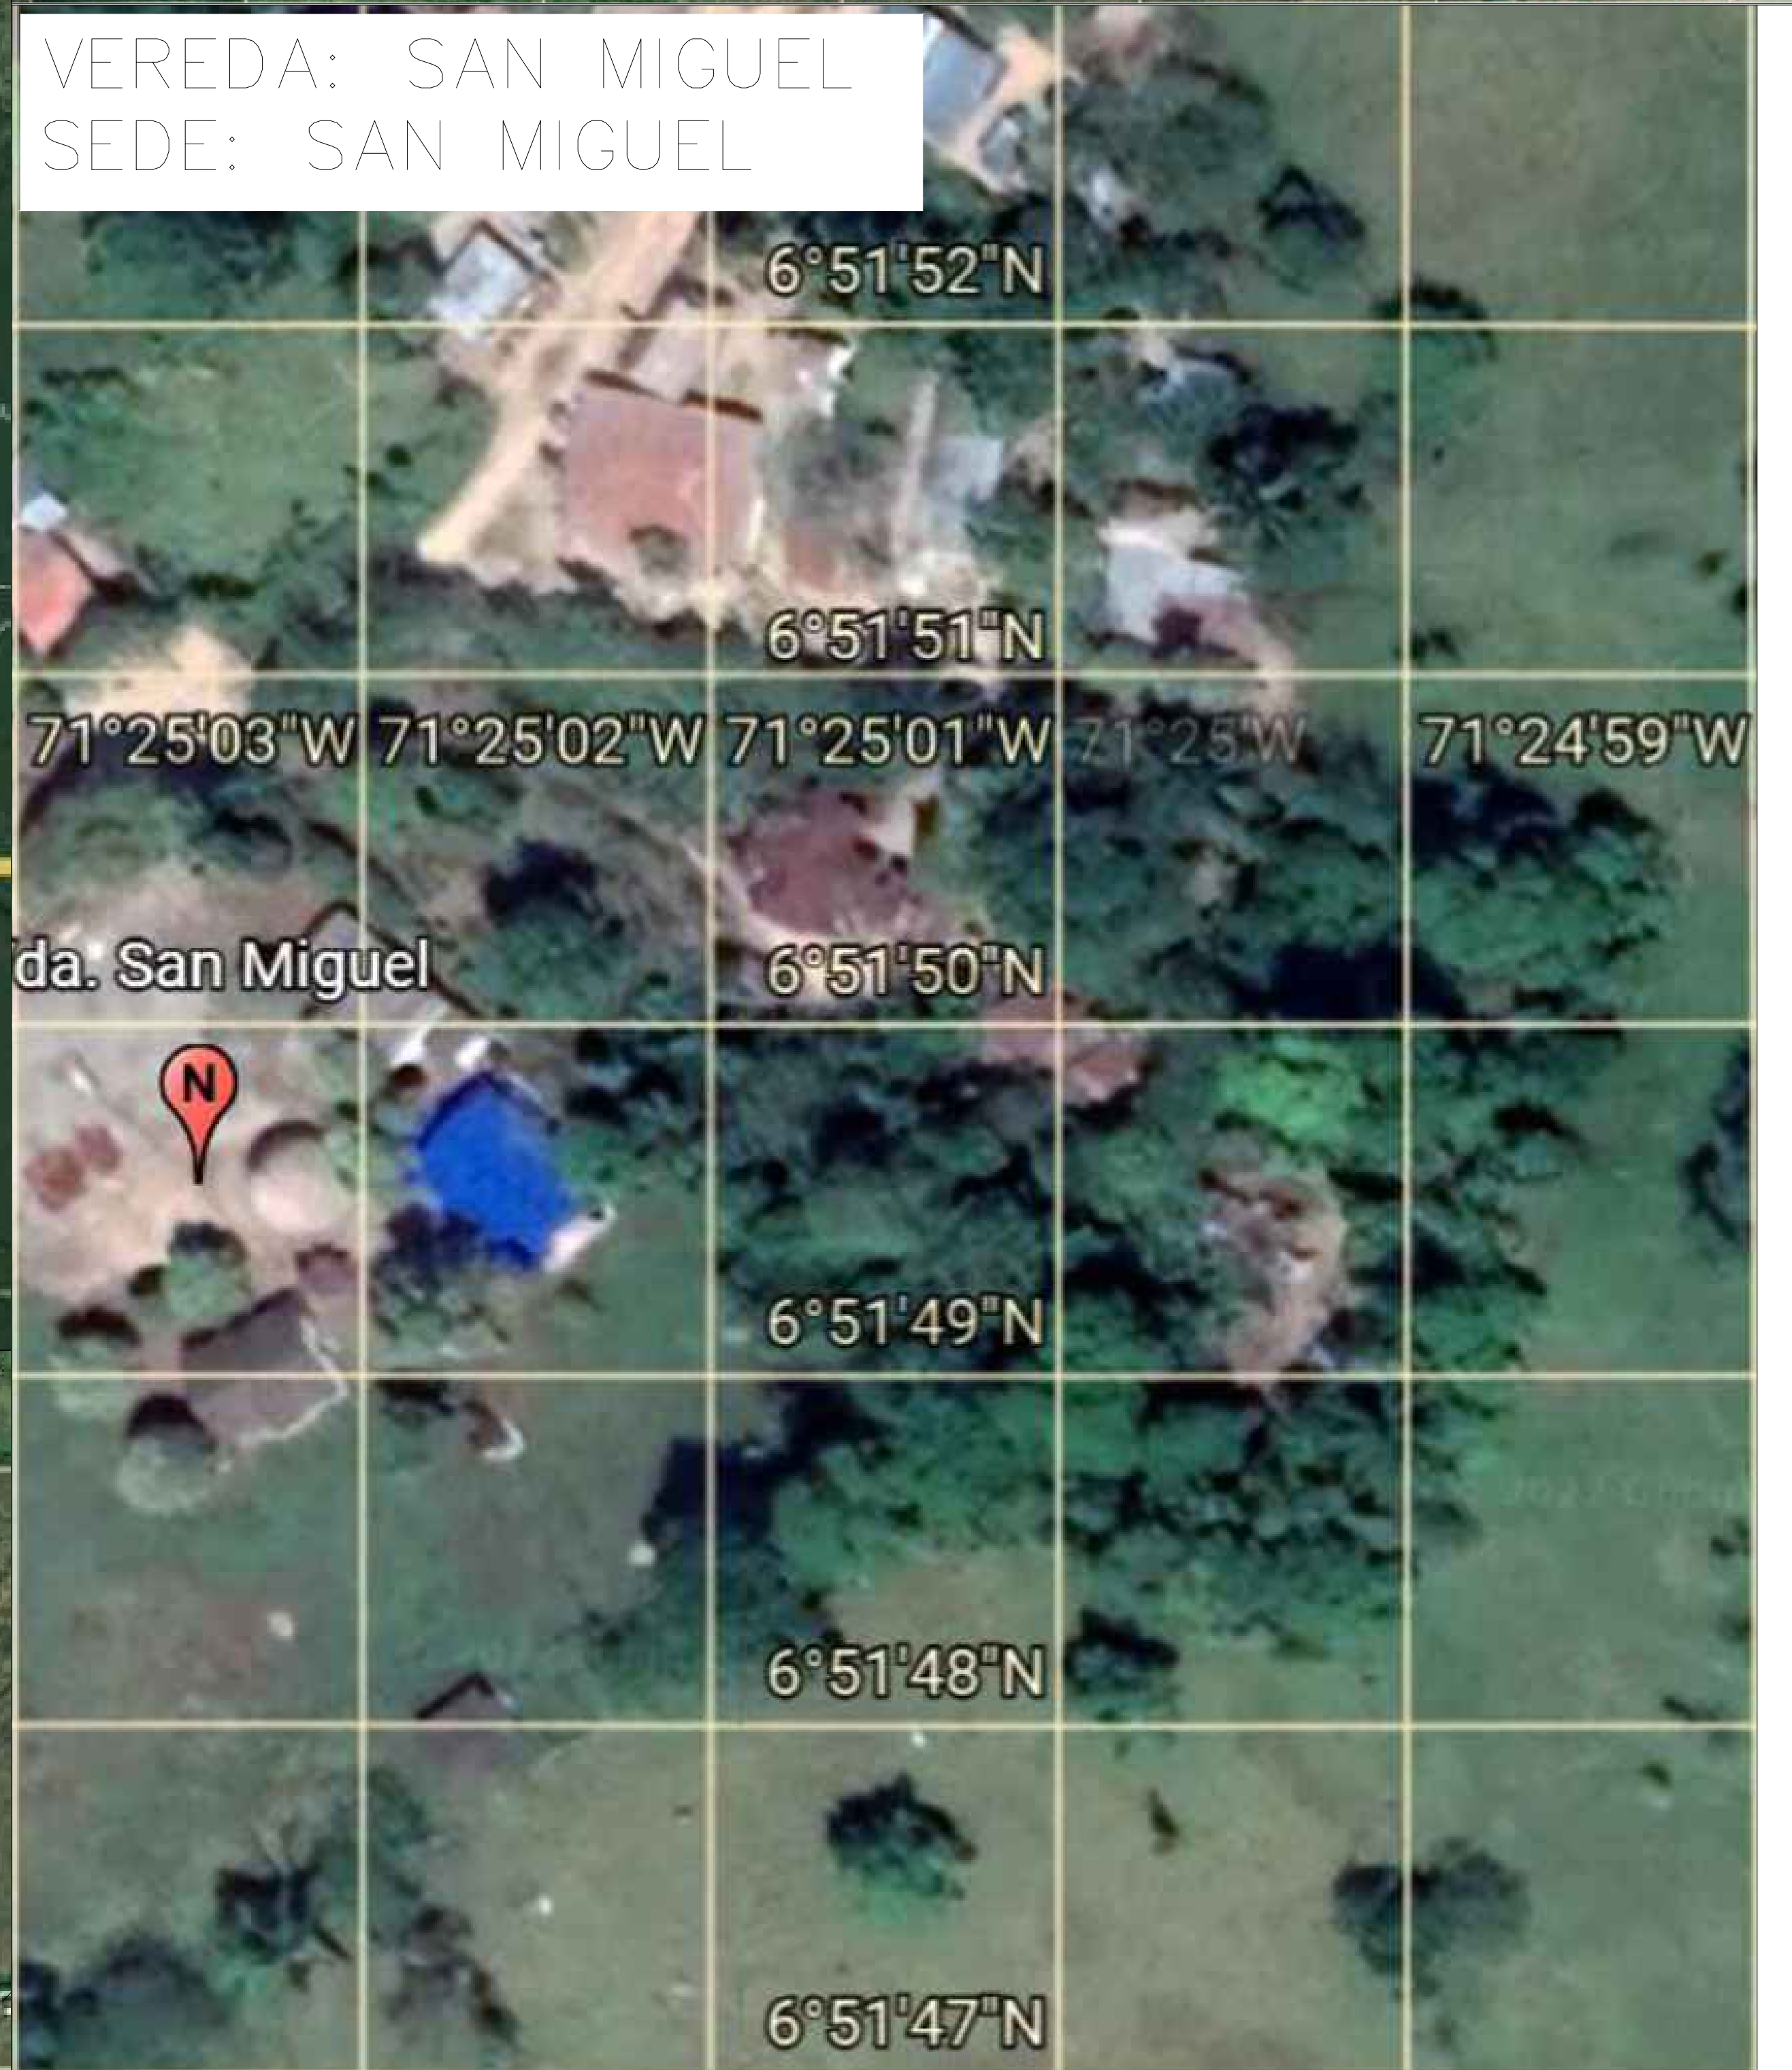 VEREDA: SAN MIGUEL
SEDE: SAN MIGUEL
6°51'52"N
6°51'51"N
71°25'03"W 71°25'02"W 71°25'01"W 71°25'W 71°24'59"W
da. San Miguel
6°51'50"N
N
6°51'49"N
6°51'48"N
6°51'47"N